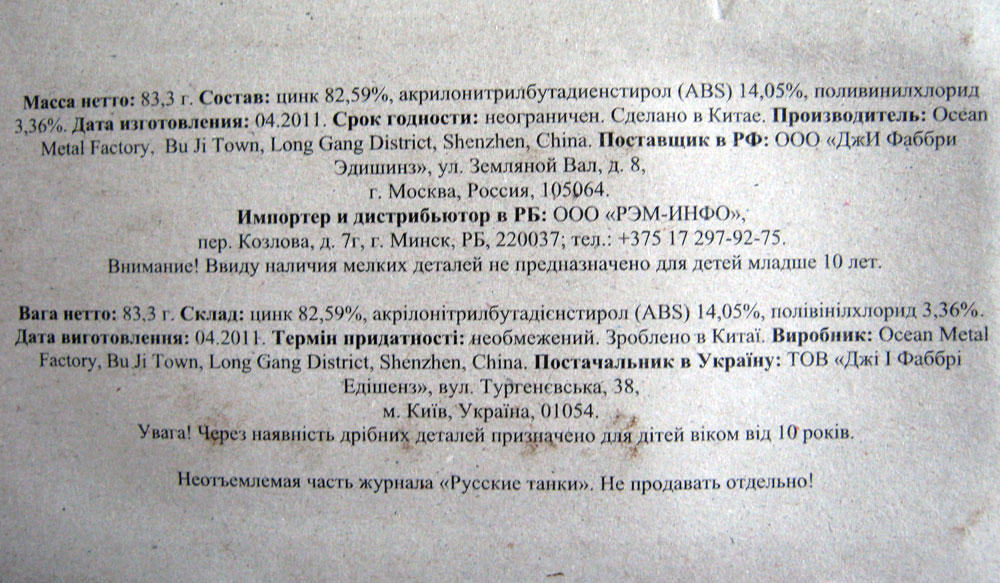 Масса нетто: 83,3 г. Состав: цинк 82,59%, акрилонитрилбутадиенстирол (ABS) 14,05%, поливинилхлорид
3,36%. Дата изготовления: 04.2011. Срок годности: неограничен. Сделано в Китае. Производитель: Ocean
Metal Factory, Bu Ji Town, Long Gang District, Shenzhen, China. Поставщик в РФ: ООО «ДжИ Фаббри
Эдишинз», ул. Земляной Вал, д. 8,
г. Москва, Россия, 105064.
Импортер и дистрибьютор в РБ: ООО «РЭМ-ИНФО»,
пер. Козлова, д. 7г, г. Минск, РБ, 220037; тел.: +375 17 297-92-75.
Внимание! Ввиду наличия мелких деталей не предназначено для детей младше 10 лет.
Вага нетто: 83,3 г. Склад: цинк 82,59%, акрілонітрілбутадієнстирол (ABS) 14,05%, полівінілхлорид 3,36%.
Дата виготовлення: 04.2011. Термін придатності: необмежений. Зроблено в Китаї. Виробник: Ocean Metal
Factory, Bu Ji Town, Long Gang District, Shenzhen, China. Постачальник в Україну: ТОВ «Джі І Фаббрі
Едішенз», вул. Тургенєвська, 38,
м. Київ, Україна, 01054.
Увага! Через наявність дрібних деталей призначено для дітей віком від 10 років.
Неотъемлемая часть журнала «Русские танки». Не продавать отдельно!